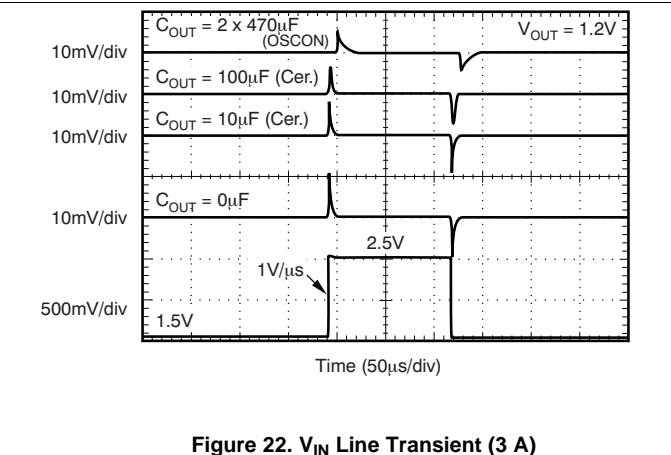 C_OUT = 2 x 470μF
(OSCON)
V_OUT = 1.2V
10mV/div
C_OUT = 100μF (Cer.)
10mV/div
C_OUT = 10μF (Cer.)
10mV/div
C_OUT = 0μF
10mV/div
2.5V
1V/μs
500mV/div
1.5V
Time (50μs/div)
Figure 22. V_IN Line Transient (3 A)